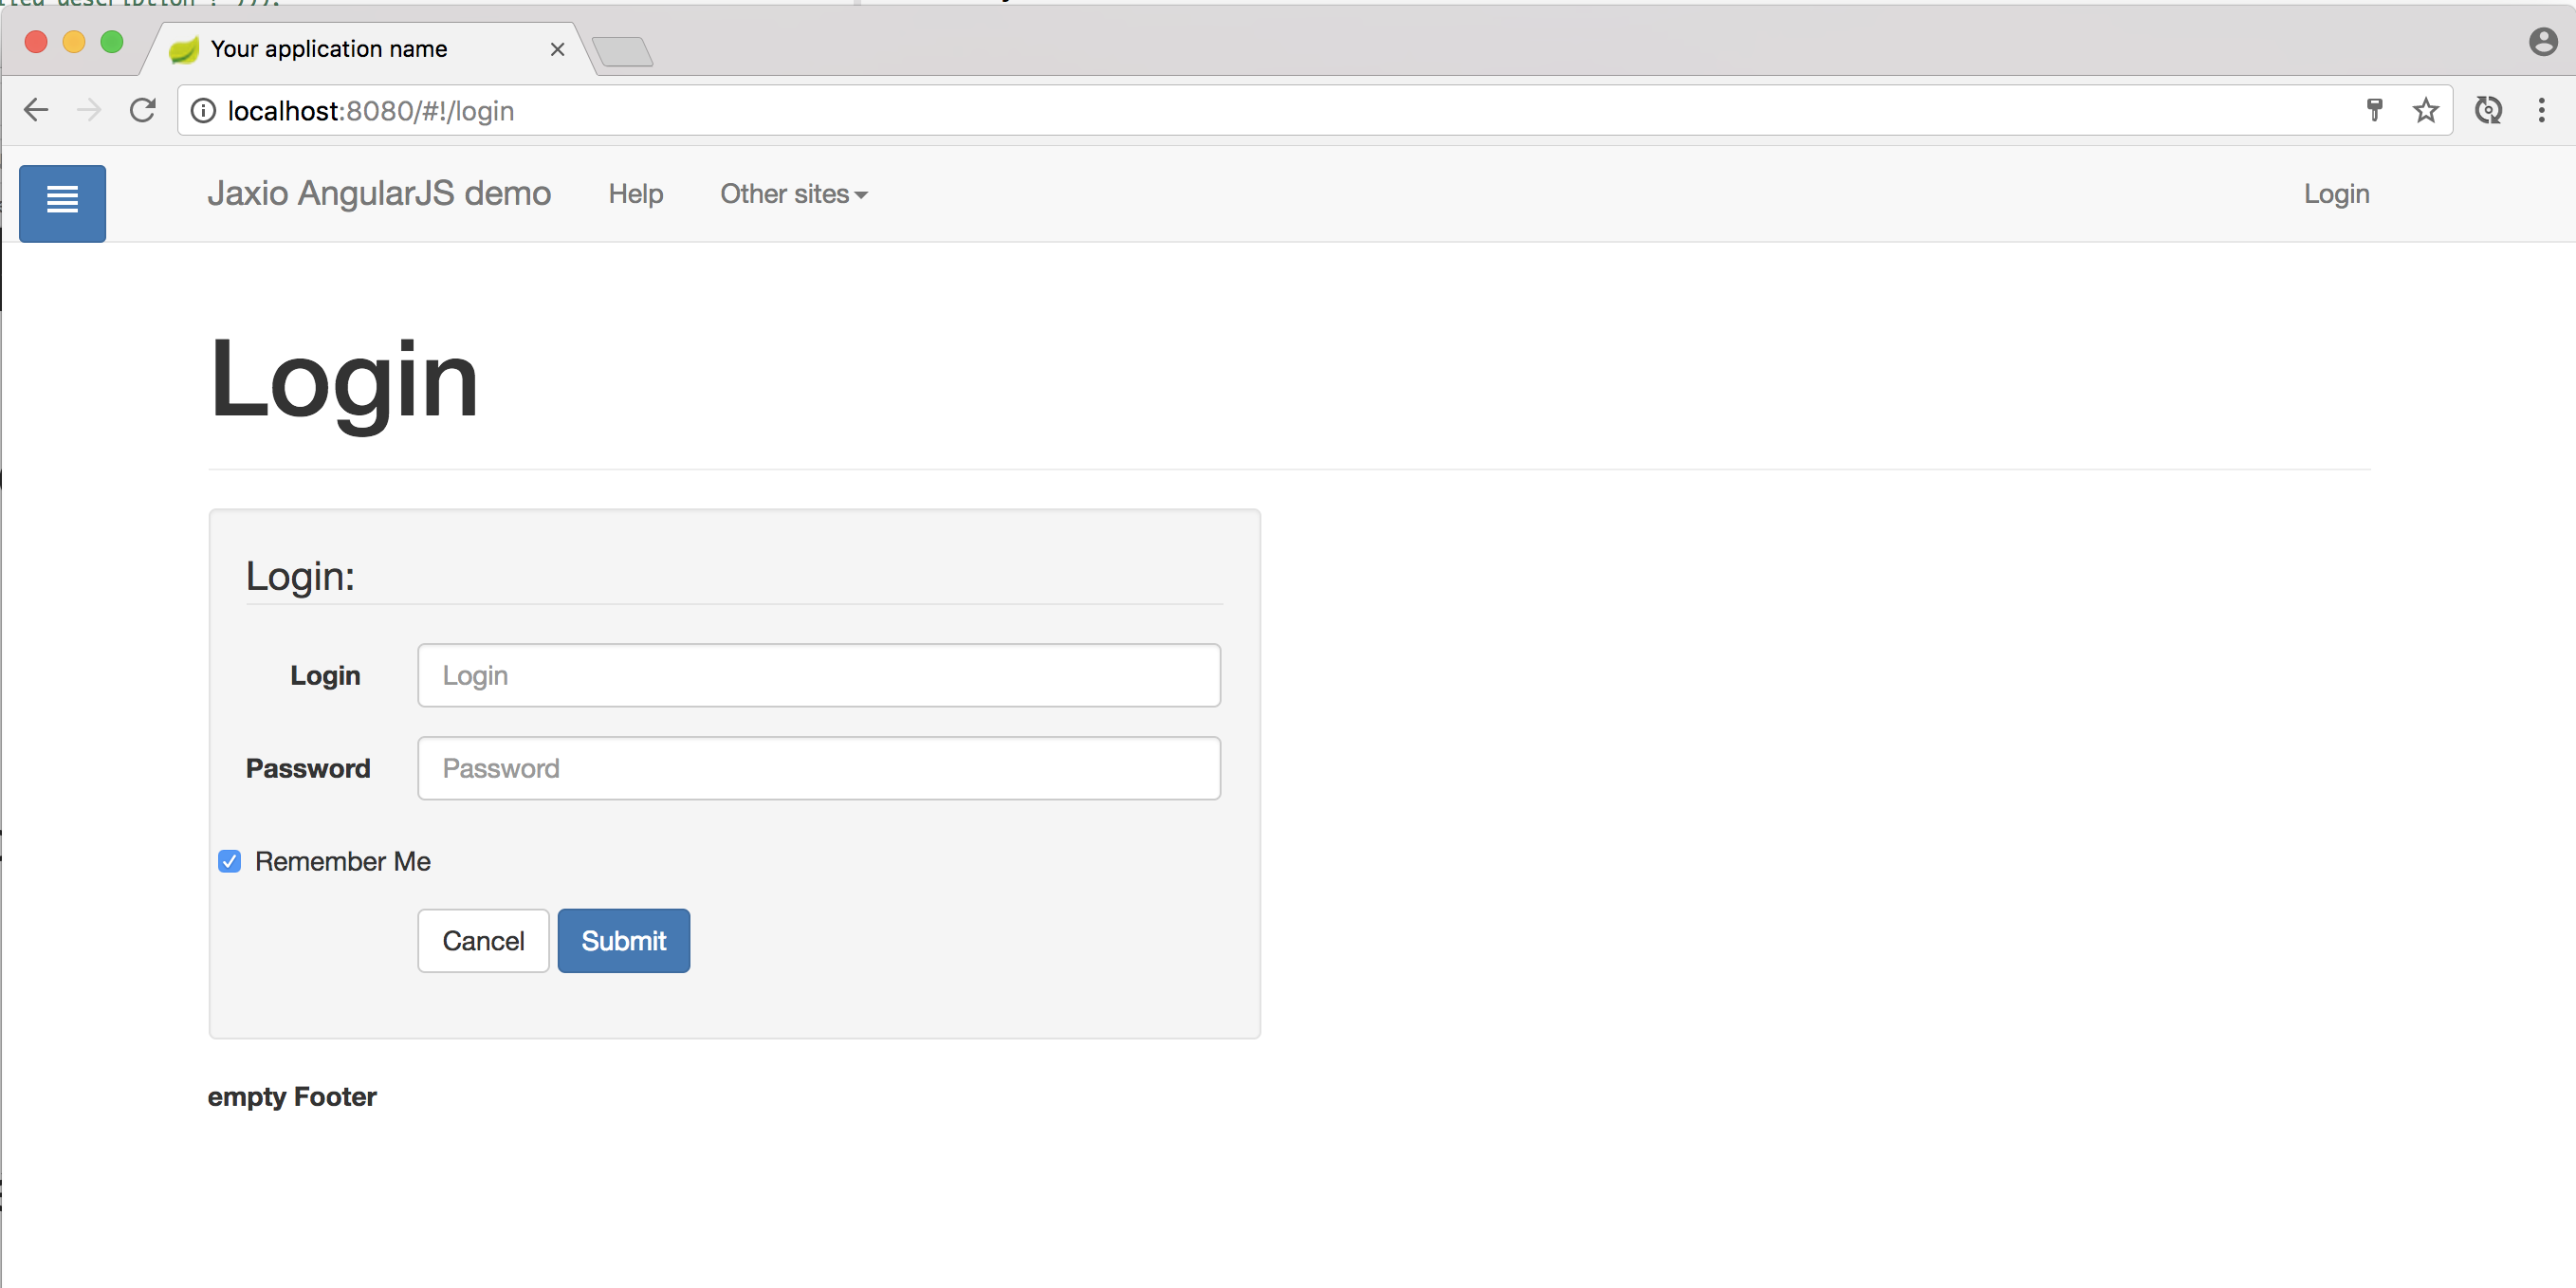 Your application name
localhost:8080/#!/login
Jaxio AngularJS demo Help Other sites Login
Login
Login:
Login Login
Password Password
Remember Me
Cancel Submit
empty Footer